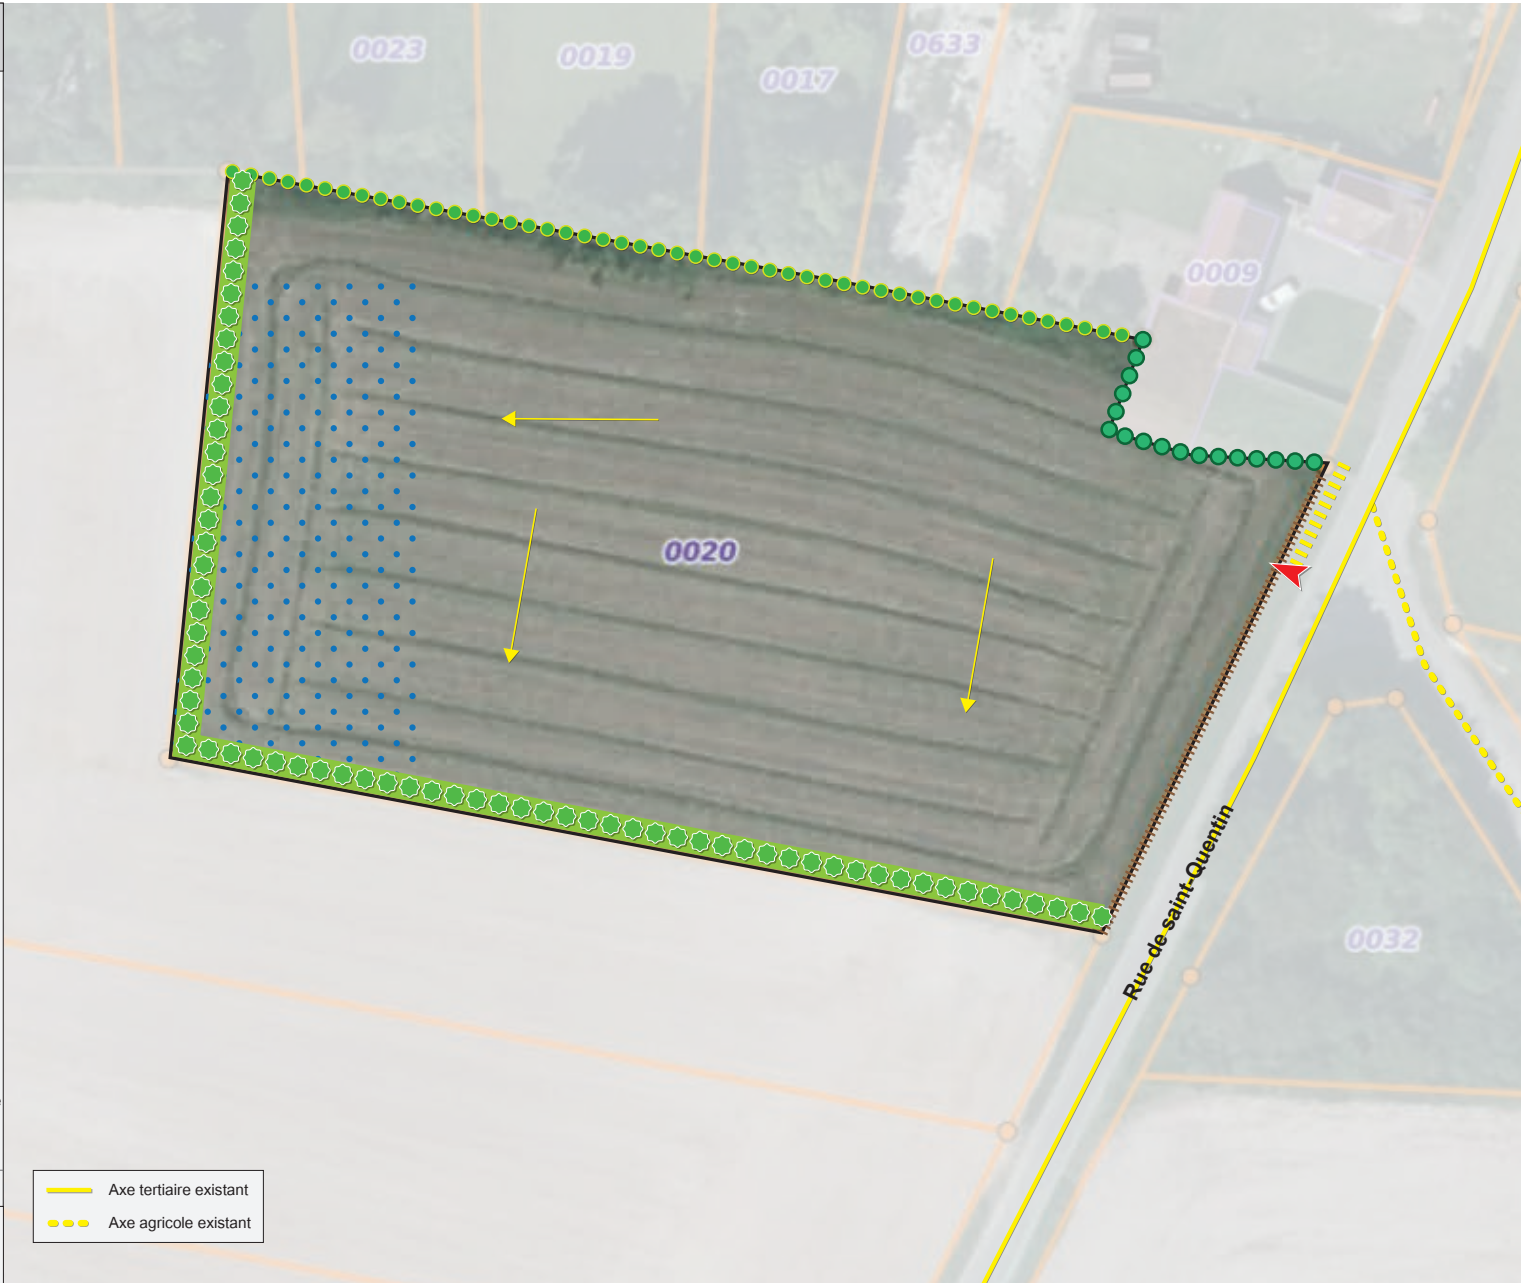 0023
0019
0017
0633
0009
0020
Rue de saint-Quentin
0032
Axe tertiaire existant
Axe agricole existant